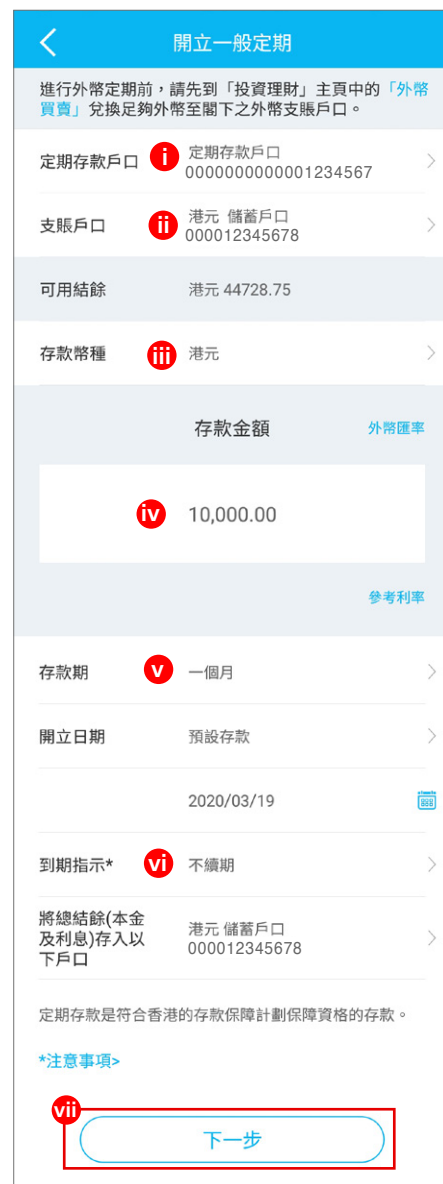 開立一般定期
進行外幣定期前，請先到「投資理財」主頁中的「外幣
買賣」兌換足夠外幣至閣下之外幣支賬戶口。
定期存款戶口 i 定期存款戶口
0000000000001234567
支賬戶口 ii 港元 儲蓄戶口
000012345678
可用結餘 港元 44728.75
存款幣種 iii 港元
存款金額 外幣匯率
iv 10,000.00
參考利率
存款期 v 一個月
開立日期 預設存款
2020/03/19
到期指示* vi 不續期
將總結餘(本金
及利息)存入以
下戶口
港元 儲蓄戶口
000012345678
定期存款是符合香港的存款保障計劃保障資格的存款。
*注意事項>
vii
下一步